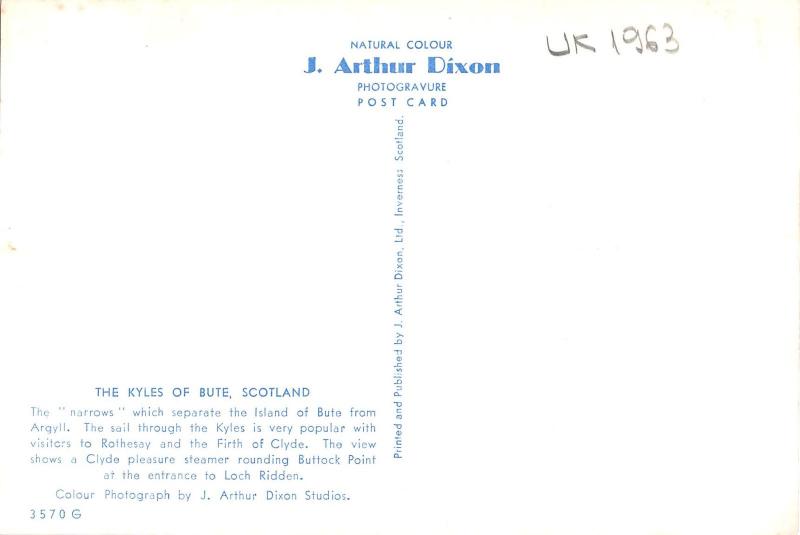 NATURAL COLOUR
J. Arthur Dixon
PHOTOGRAVURE
POST CARD
UK 1963
Printed and Published by J. Arthur Dixon, Ltd., Inverness Scotland.
THE KYLES OF BUTE, SCOTLAND
The "narrows" which separate the Island of Bute from
Argyll. The sail through the Kyles is very popular with
visitors to Rothesay and the Firth of Clyde. The view
shows a Clyde pleasure steamer rounding Buttock Point
at the entrance to Loch Ridden.
Colour Photograph by J. Arthur Dixon Studios.
3570 G